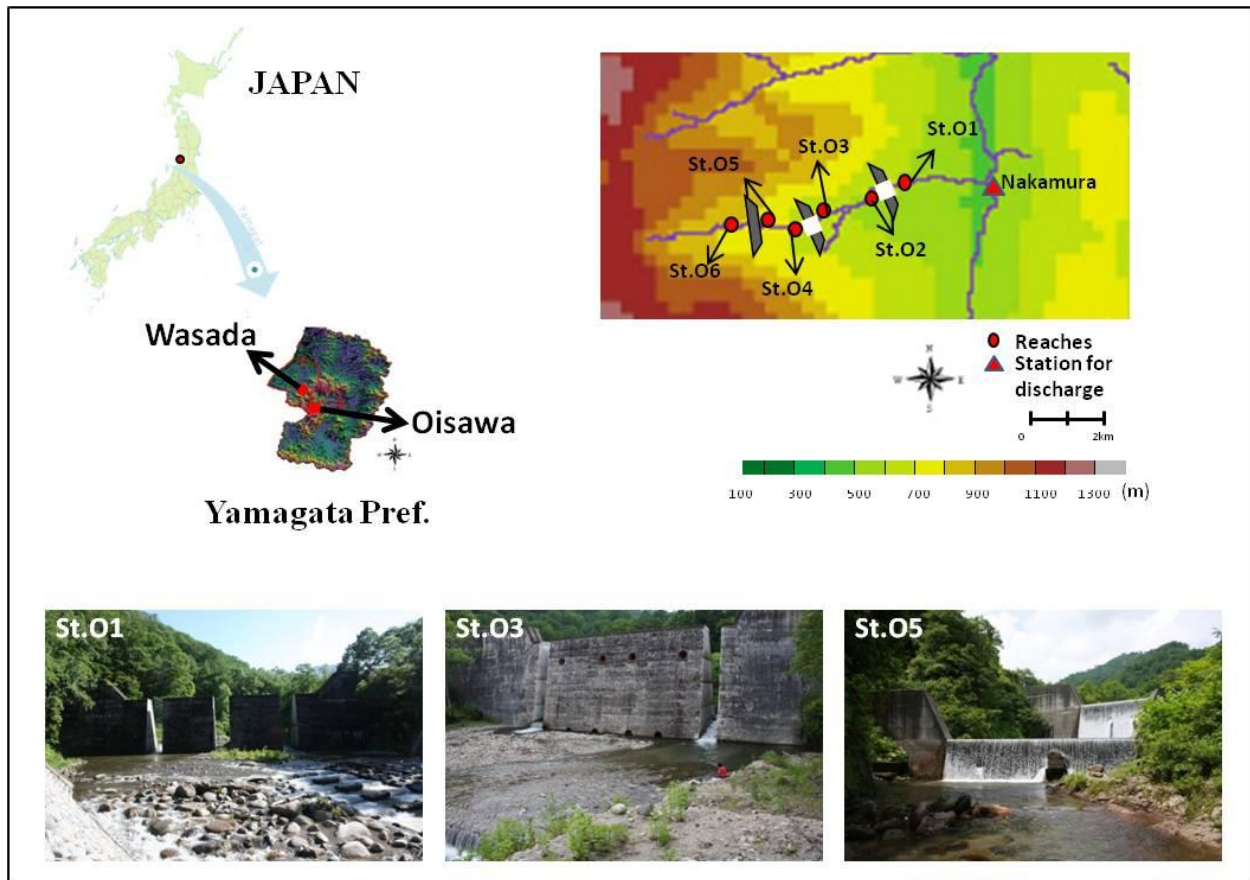 JAPAN
Yamagata
Wasada
Oisawa
Yamagata Pref.
St.O1
St.O3
St.O5
Nakamura
St.O2
St.O6
St.O4
Reaches
Station for
discharge
N
W E
S
0 2km
100 300 500 700 900 1100 1300 (m)
St.O1
St.O3
St.O5